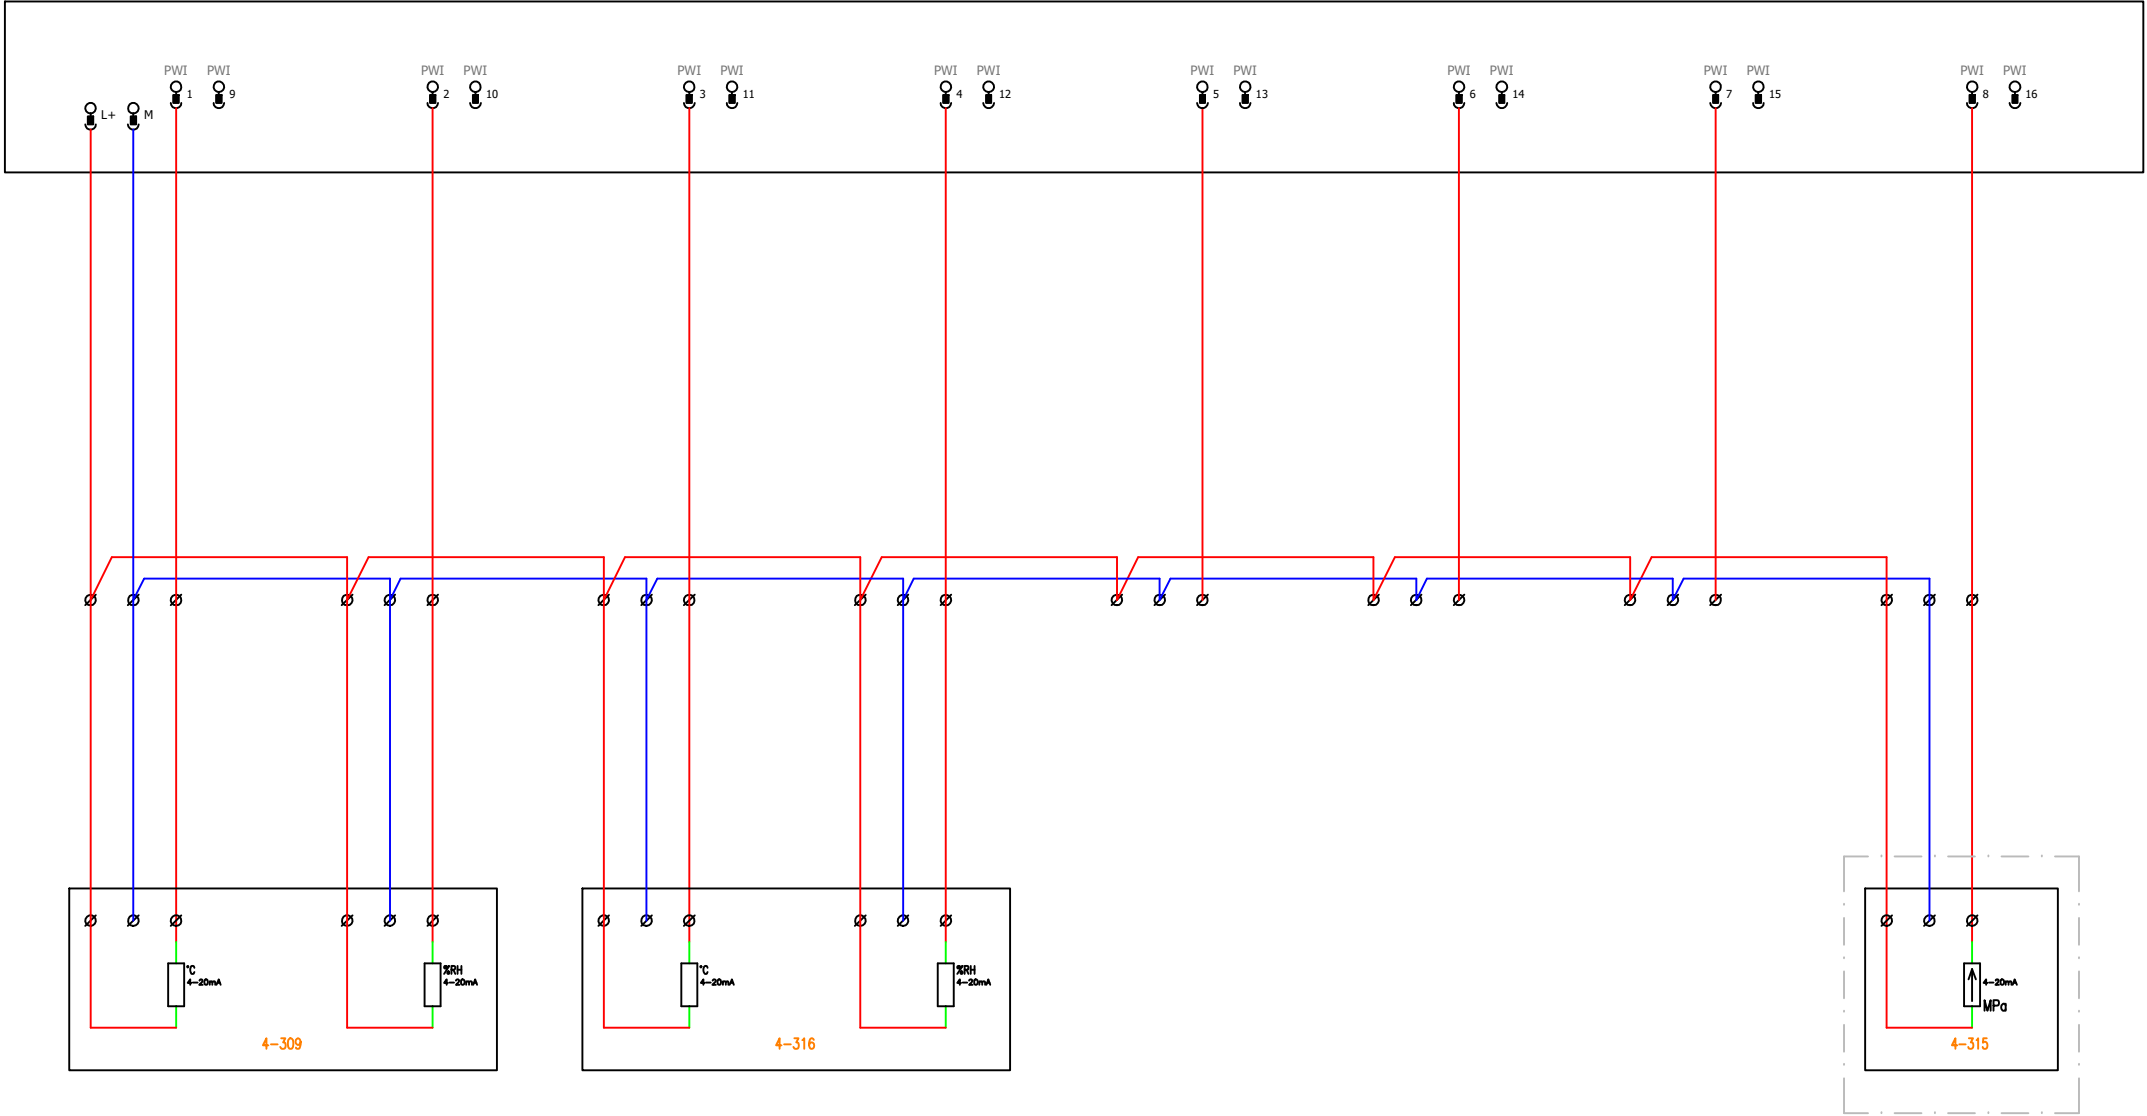 PWI PWI PWI PWI PWI PWI PWI PWI PWI PWI PWI PWI PWI PWI PWI PWI
1 9 2 10 3 11 4 12 5 13 6 14 7 15 8 16
L+ M
°C %RH °C %RH
4-20mA 4-20mA 4-20mA 4-20mA 4-20mA
MPa
4-309 4-316 4-315